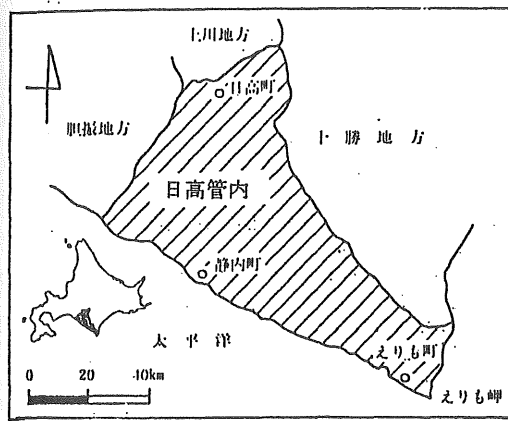 上川地方
日高町
胆振地方
十勝地方
日高管内
静内町
太平洋
えりも町
えりも岬
0 20 40km